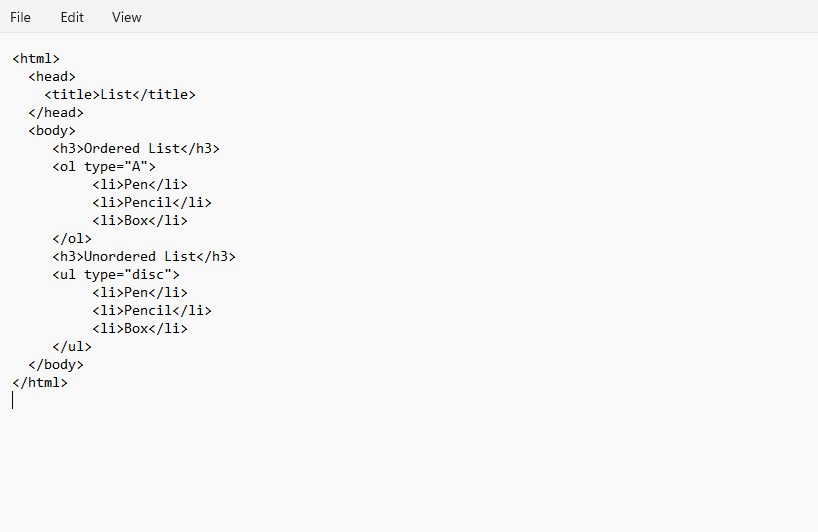 File Edit View
<html>
  <head>
    <title>List</title>
  </head>
  <body>
     <h3>Ordered List</h3>
     <ol type="A">
          <li>Pen</li>
          <li>Pencil</li>
          <li>Box</li>
     </ol>
     <h3>Unordered List</h3>
     <ul type="disc">
          <li>Pen</li>
          <li>Pencil</li>
          <li>Box</li>
     </ul>
  </body>
</html>